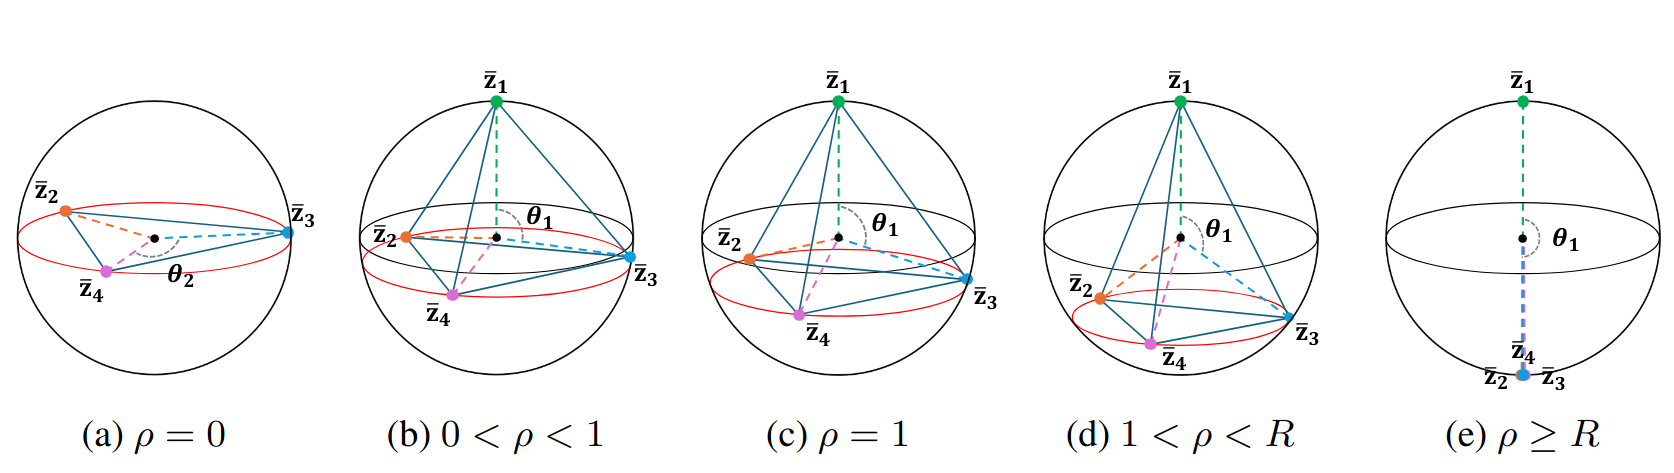 z̄₂
z̄₃
z̄₄
θ₂
(a) ρ = 0
z̄₁
θ₁
z̄₂
z̄₃
z̄₄
(b) 0 < ρ < 1
z̄₁
θ₁
z̄₂
z̄₃
z̄₄
(c) ρ = 1
z̄₁
θ₁
z̄₂
z̄₃
z̄₄
(d) 1 < ρ < R
z̄₁
θ₁
z̄₄
z̄₂ z̄₃
(e) ρ ≥ R